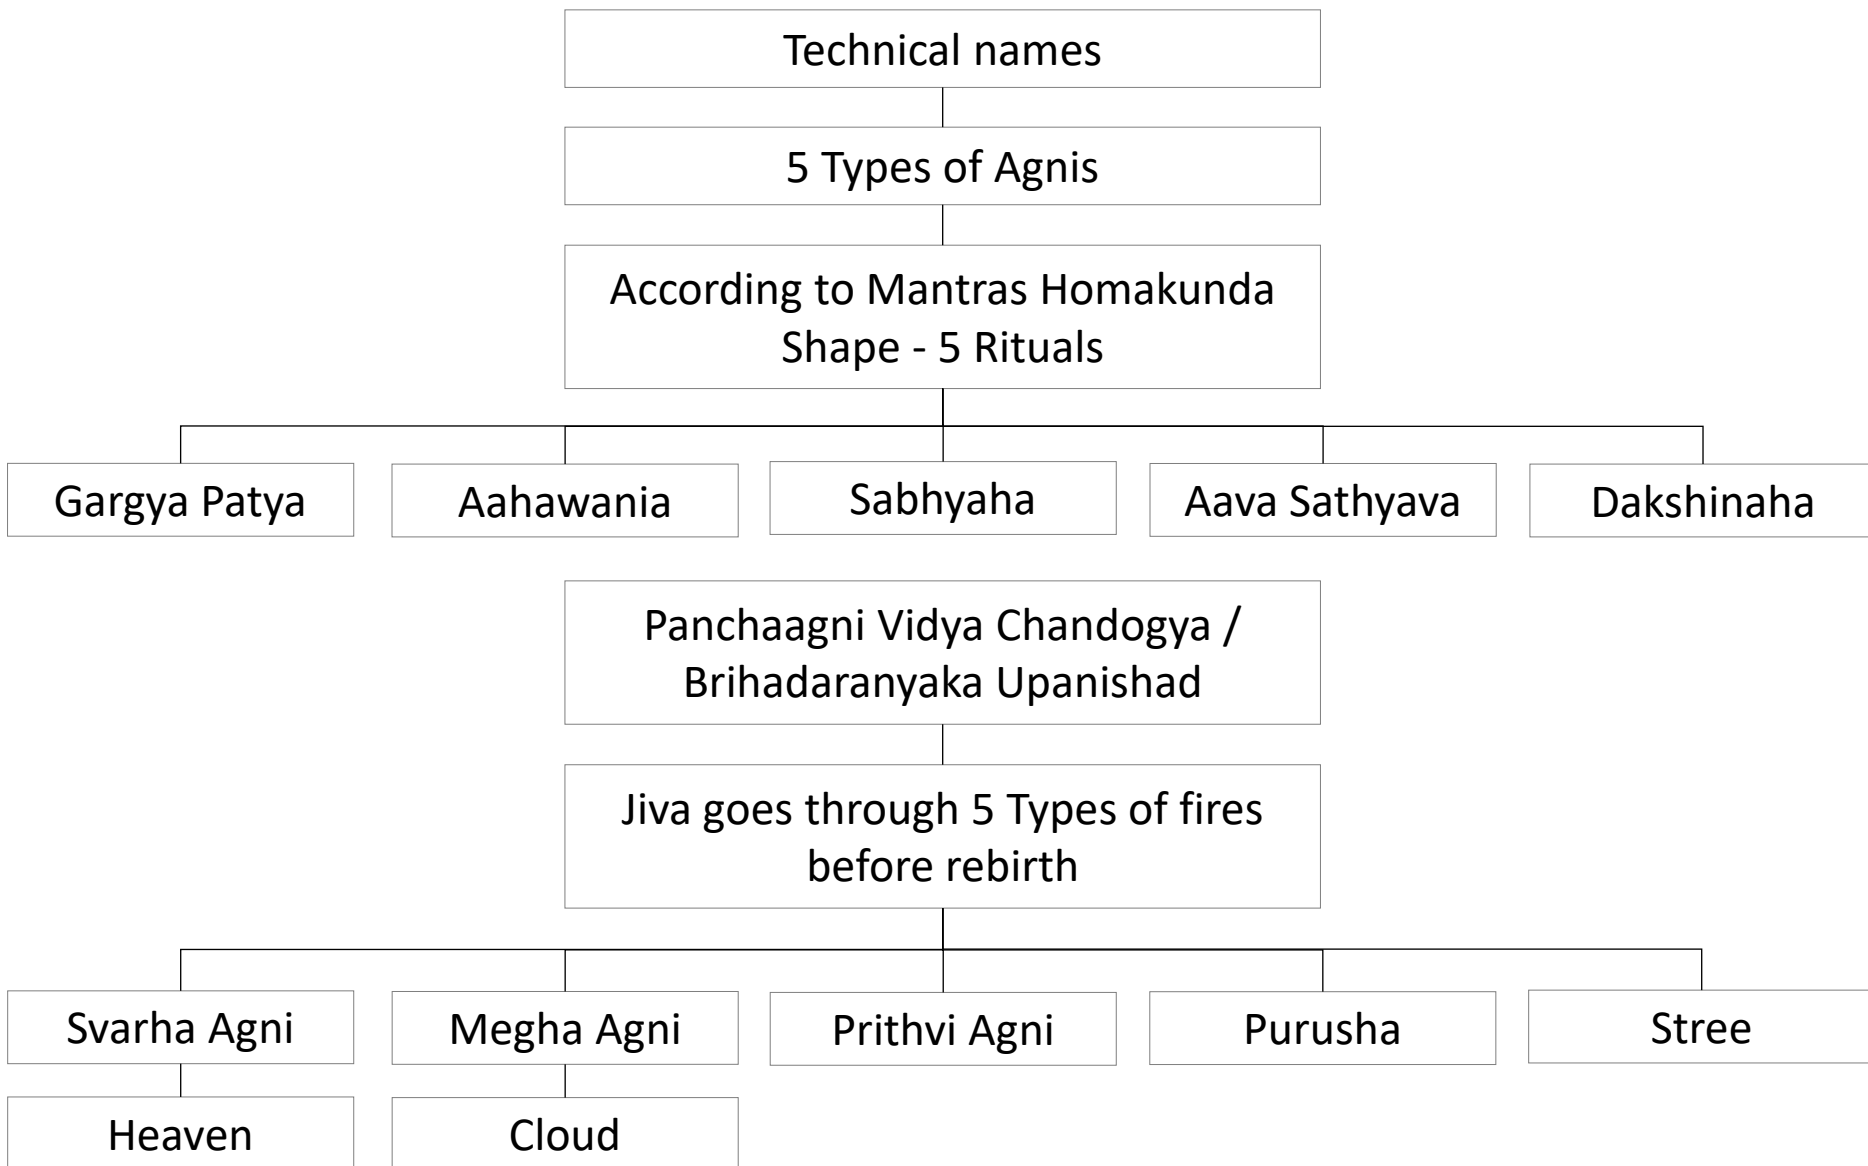 Technical names
5 Types of Agnis
According to Mantras Homakunda
Shape - 5 Rituals
Gargya Patya
Aahawania
Sabhyaha
Aava Sathyava
Dakshinaha
Panchaagni Vidya Chandogya /
Brihadaranyaka Upanishad
Jiva goes through 5 Types of fires
before rebirth
Svarha Agni
Megha Agni
Prithvi Agni
Purusha
Stree
Heaven
Cloud